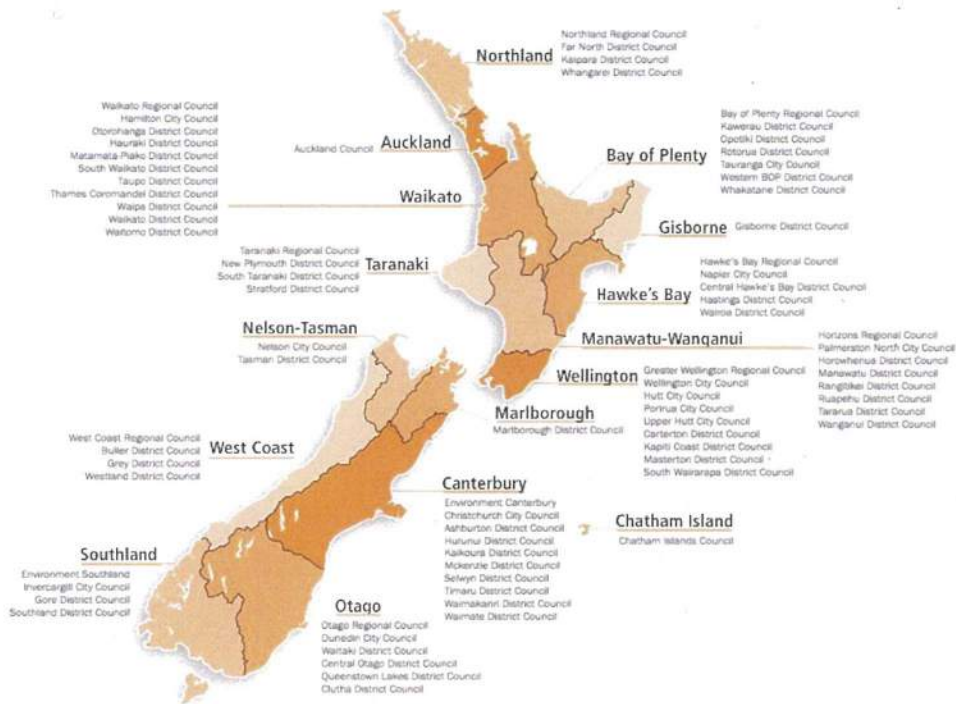 Northland
Northland Regional Council
Far North District Council
Kaipara District Council
Whangarei District Council
Auckland Council
Auckland
Waikato Regional Council
Hamilton City Council
Otorohanga District Council
Hauraki District Council
Matamata-Piako District Council
South Waikato District Council
Taupo District Council
Thames Coromandel District Council
Waipa District Council
Waikato District Council
Waitomo District Council
Waikato
Bay of Plenty
Bay of Plenty Regional Council
Kawerau District Council
Opotiki District Council
Rotorua District Council
Tauranga City Council
Western BOP District Council
Whakatane District Council
Gisborne
Gisborne District Council
Taranaki Regional Council
New Plymouth District Council
South Taranaki District Council
Stratford District Council
Taranaki
Hawke's Bay
Hawke's Bay Regional Council
Napier City Council
Central Hawke's Bay District Council
Hastings District Council
Wairoa District Council
Manawatu-Wanganui
Horizons Regional Council
Palmerston North City Council
Horowhenua District Council
Manawatu District Council
Rangitikei District Council
Ruapehu District Council
Tararua District Council
Wanganui District Council
Nelson-Tasman
Nelson City Council
Tasman District Council
Wellington
Greater Wellington Regional Council
Wellington City Council
Hutt City Council
Porirua City Council
Upper Hutt City Council
Carterton District Council
Kapiti Coast District Council
Masterton District Council
South Wairarapa District Council
Marlborough
Marlborough District Council
West Coast Regional Council
Buller District Council
Grey District Council
Westland District Council
West Coast
Canterbury
Environment Canterbury
Christchurch City Council
Ashburton District Council
Hurunui District Council
Kaikoura District Council
Mckenzie District Council
Selwyn District Council
Timaru District Council
Waimakariri District Council
Waimate District Council
Chatham Island
Chatham Islands Council
Southland
Environment Southland
Invercargill City Council
Gore District Council
Southland District Council
Otago
Otago Regional Council
Dunedin City Council
Waitaki District Council
Central Otago District Council
Queenstown Lakes District Council
Clutha District Council